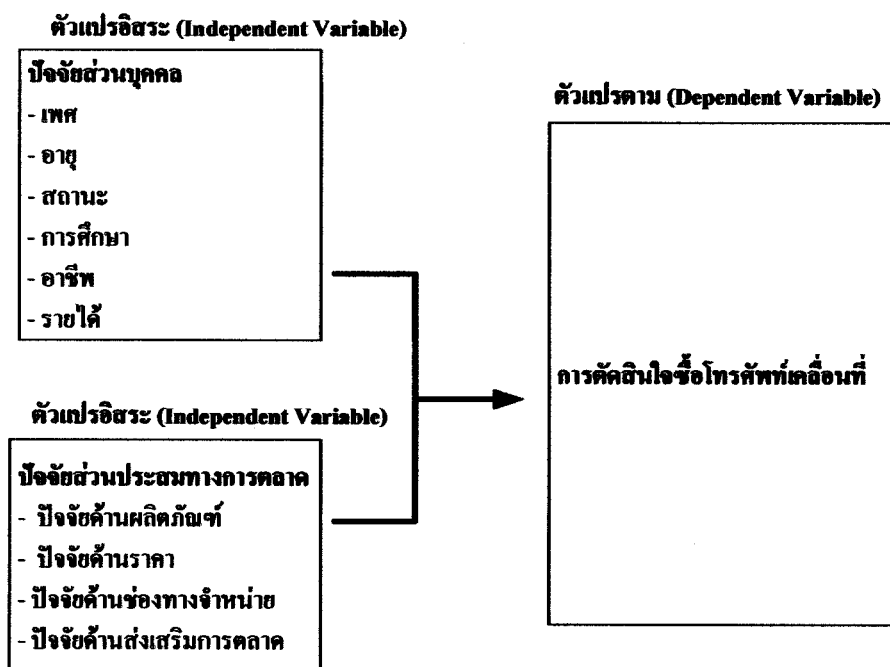 ตัวแปรอิสระ (Independent Variable)
ปัจจัยส่วนบุคคล
- เพศ
- อายุ
- สถานะ
- การศึกษา
- อาชีพ
- รายได้
ตัวแปรอิสระ (Independent Variable)
ปัจจัยส่วนประสมทางการตลาด
- ปัจจัยด้านผลิตภัณฑ์
- ปัจจัยด้านราคา
- ปัจจัยด้านช่องทางจำหน่าย
- ปัจจัยด้านส่งเสริมการตลาด
ตัวแปรตาม (Dependent Variable)
การตัดสินใจซื้อโทรศัพท์เคลื่อนที่